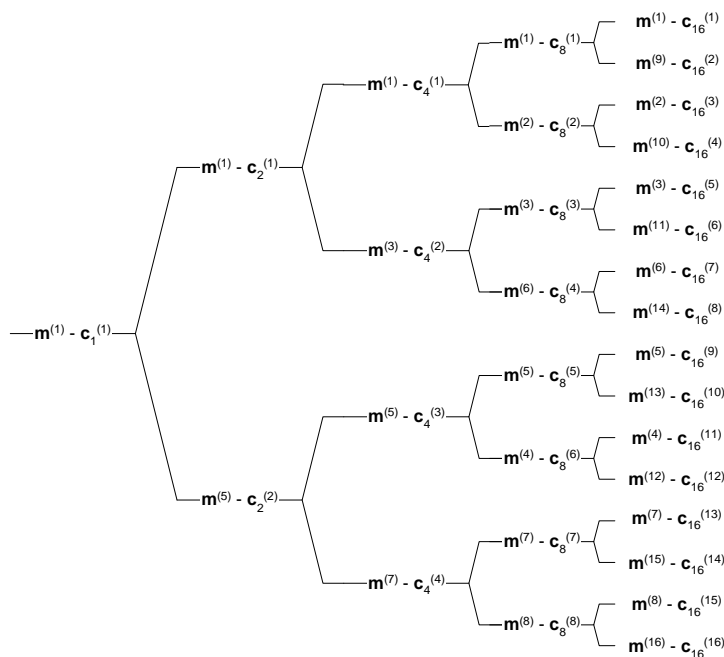 m(1) - c1(1)
m(1) - c2(1)
m(5) - c2(2)
m(1) - c4(1)
m(3) - c4(2)
m(5) - c4(3)
m(7) - c4(4)
m(1) - c8(1)
m(2) - c8(2)
m(3) - c8(3)
m(6) - c8(4)
m(5) - c8(5)
m(4) - c8(6)
m(7) - c8(7)
m(8) - c8(8)
m(1) - c16(1)
m(9) - c16(2)
m(2) - c16(3)
m(10) - c16(4)
m(3) - c16(5)
m(11) - c16(6)
m(6) - c16(7)
m(14) - c16(8)
m(5) - c16(9)
m(13) - c16(10)
m(4) - c16(11)
m(12) - c16(12)
m(7) - c16(13)
m(15) - c16(14)
m(8) - c16(15)
m(16) - c16(16)